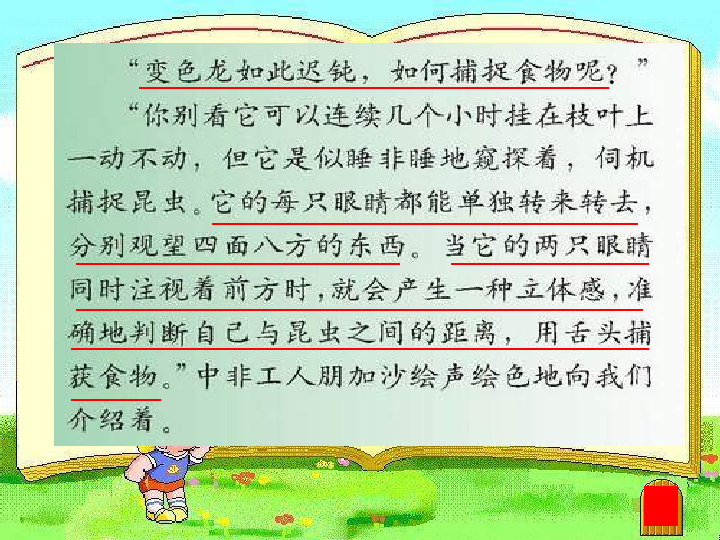 “变色龙如此迟钝，如何捕捉食物呢？”
“你别看它可以连续几个小时挂在枝叶上
一动不动，但它是似睡非睡地窥探着，伺机
捕捉昆虫。它的每只眼睛都能单独转来转去，
分别观望四面八方的东西。当它的两只眼睛
同时注视着前方时，就会产生一种立体感，准
确地判断自己与昆虫之间的距离，用舌头捕
获食物。”中非工人朋加沙绘声绘色地向我们
介绍着。